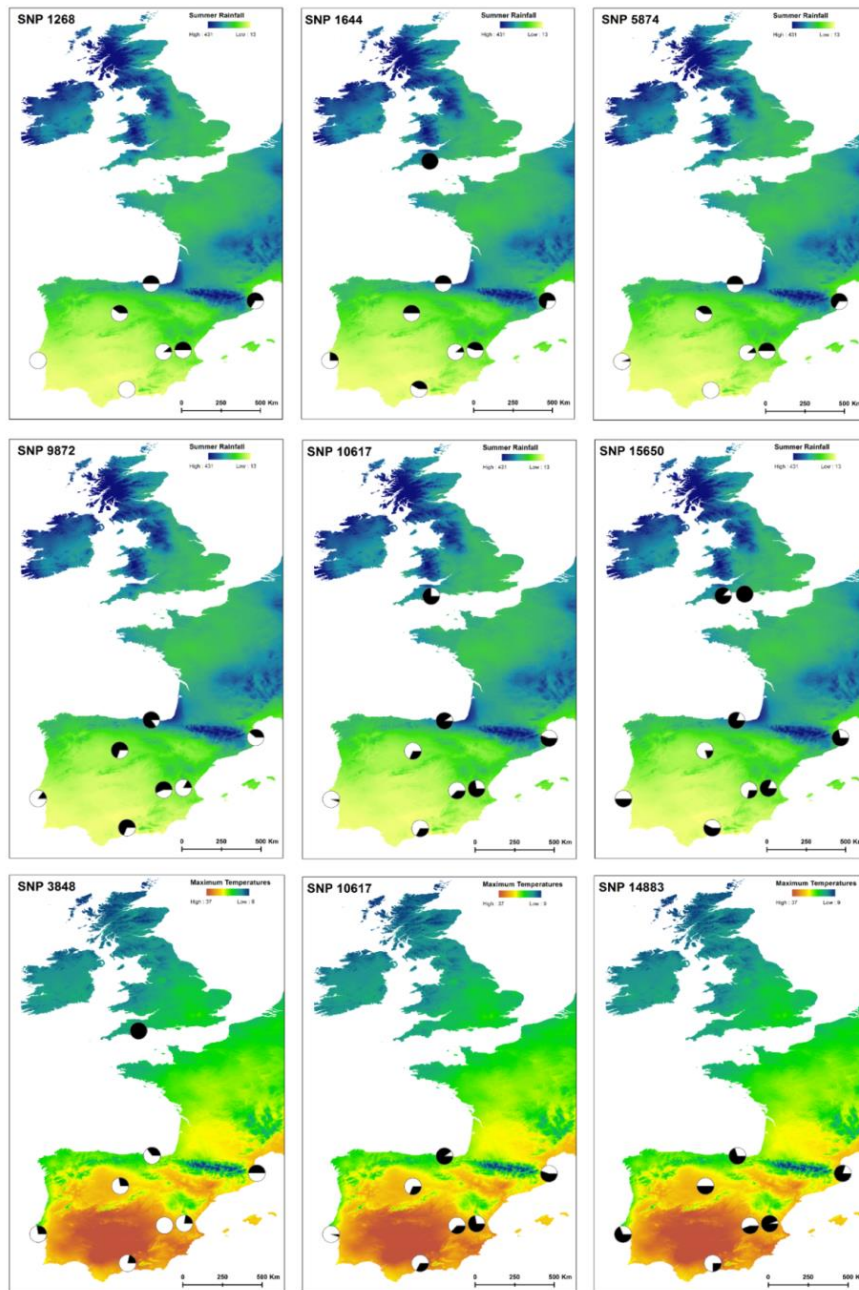 SNP 1268
Summer Rainfall
High : 431 Low : 13
0 250 500 Km
SNP 1644
Summer Rainfall
High : 431 Low : 13
0 250 500 Km
SNP 5874
Summer Rainfall
High : 431 Low : 13
0 250 500 Km
SNP 9872
Summer Rainfall
High : 431 Low : 13
0 250 500 Km
SNP 10617
Summer Rainfall
High : 431 Low : 13
0 250 500 Km
SNP 15650
Summer Rainfall
High : 431 Low : 13
0 250 500 Km
SNP 3848
Maximum Temperatures
High : 37 Low : 8
0 250 500 Km
SNP 10617
Maximum Temperatures
High : 37 Low : 8
0 250 500 Km
SNP 14883
Maximum Temperatures
High : 37 Low : 8
0 250 500 Km